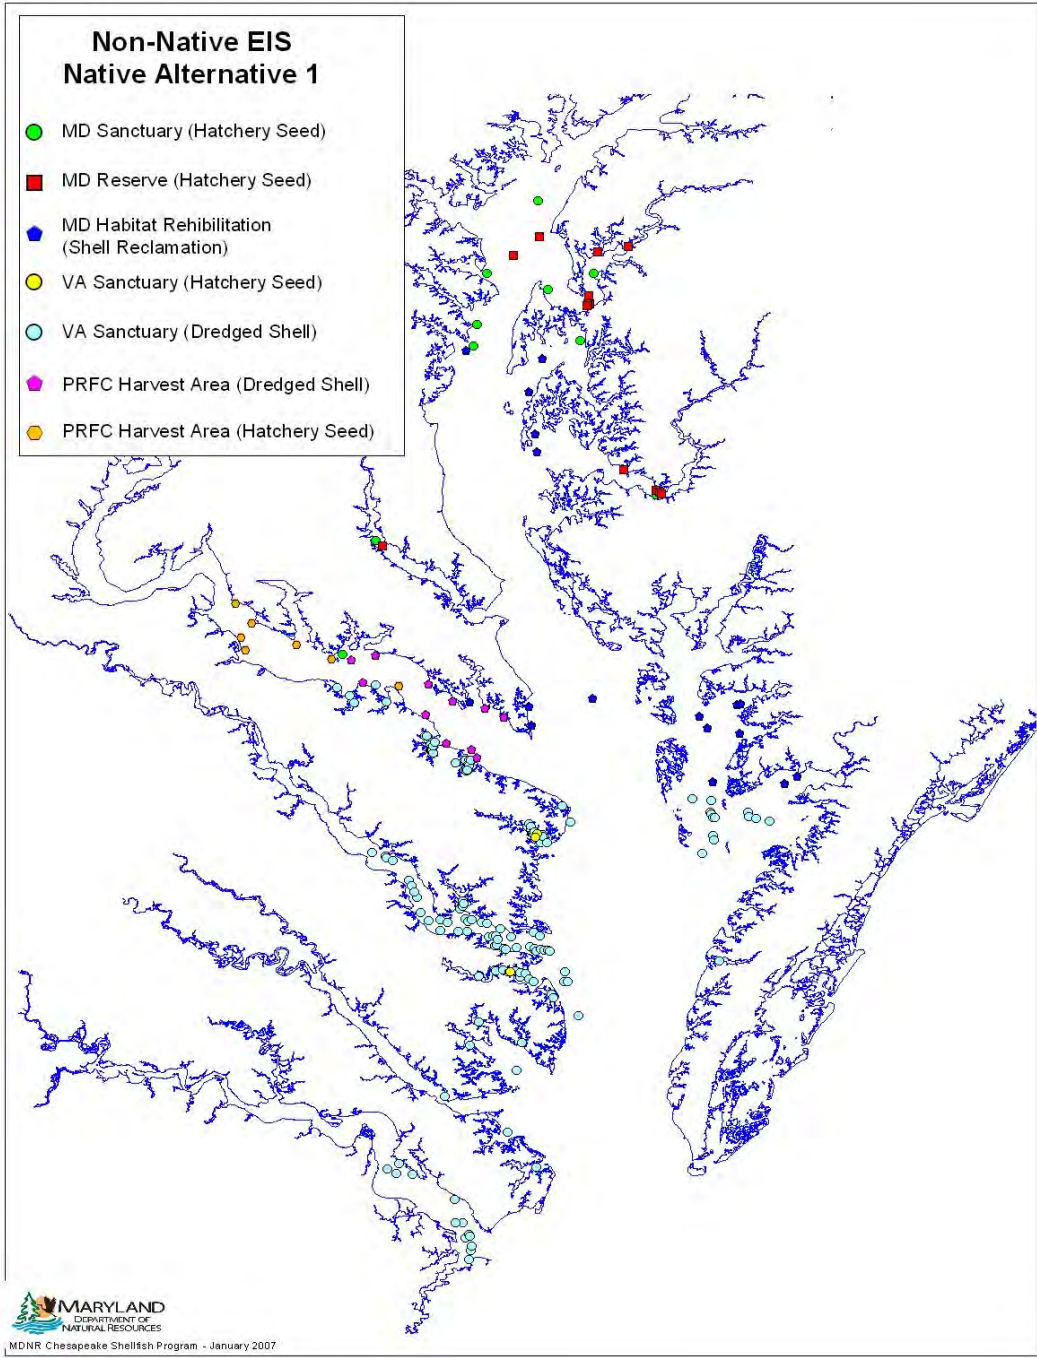 Non-Native EIS
Native Alternative 1
MD Sanctuary (Hatchery Seed)
MD Reserve (Hatchery Seed)
MD Habitat Rehibilitation
(Shell Reclamation)
VA Sanctuary (Hatchery Seed)
VA Sanctuary (Dredged Shell)
PRFC Harvest Area (Dredged Shell)
PRFC Harvest Area (Hatchery Seed)
MARYLAND
DEPARTMENT OF
NATURAL RESOURCES
MDNR Chesapeake Shellfish Program - January 2007